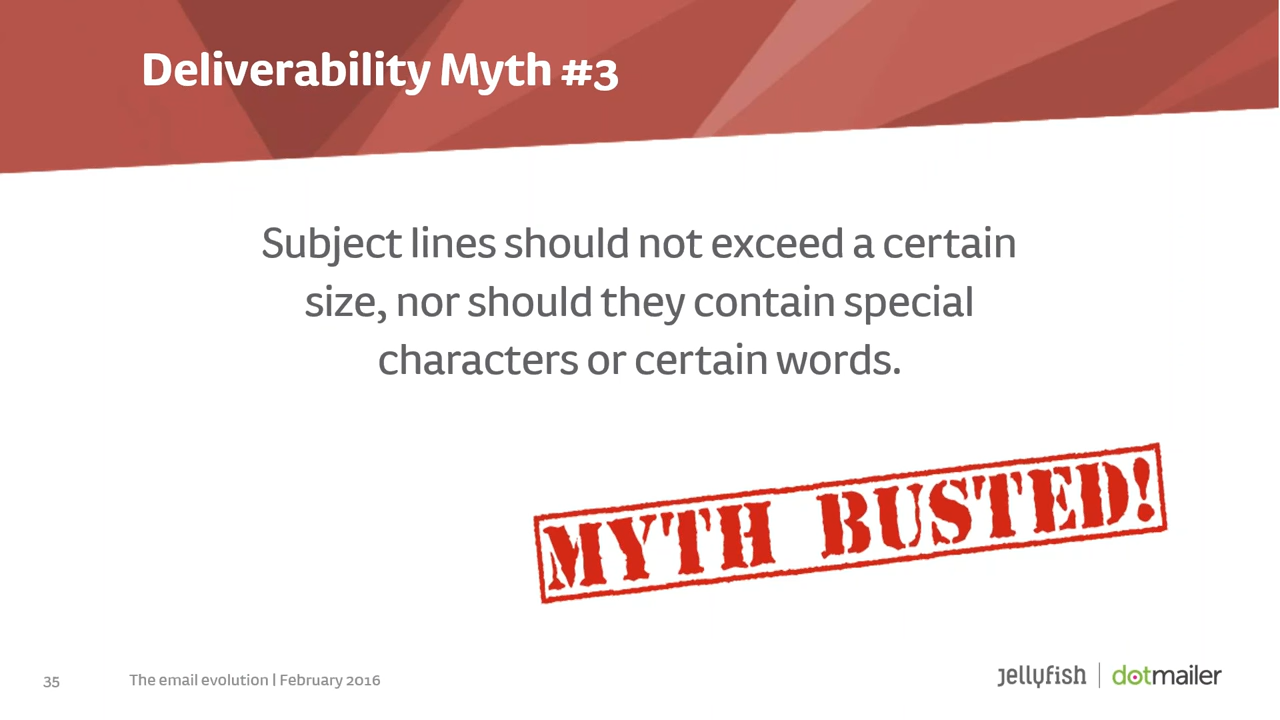 Deliverability Myth #3
Subject lines should not exceed a certain
size, nor should they contain special
characters or certain words.
MYTH BUSTED!
35
The email evolution | February 2016
jellyfish | dotmailer